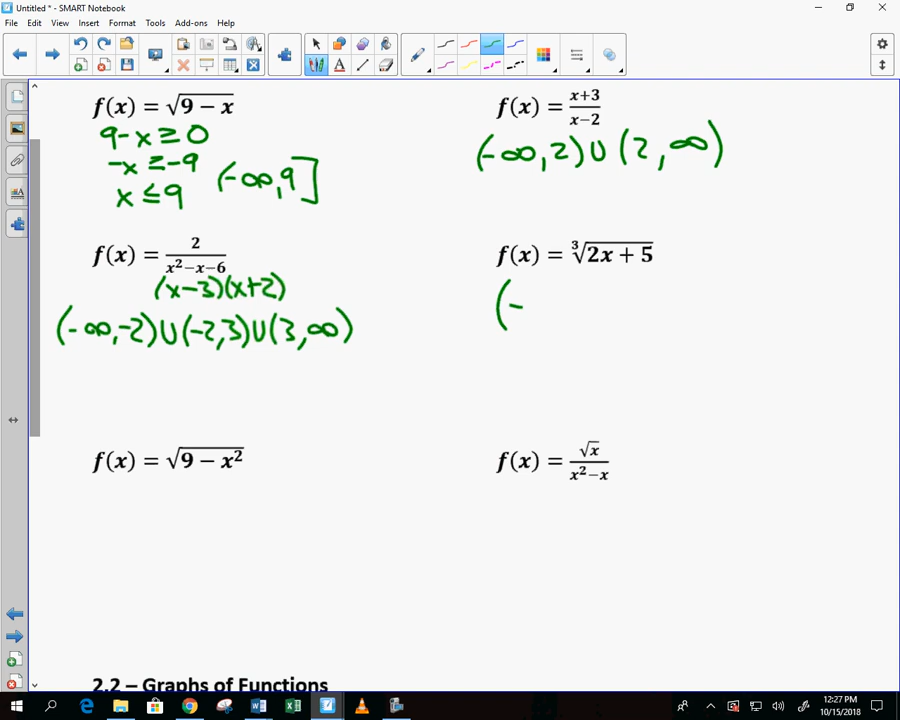 Untitled * - SMART Notebook
File Edit View Insert Format Tools Add-ons Help
f(x) = √9 − x
9-x≥0
-x≥-9
x≤9 (-∞,9]
f(x) = x+3/x−2
(-∞,2)∪(2,∞)
f(x) = 2/x²−x−6
(x-3)(x+2)
(-∞,-2)∪(-2,3)∪(3,∞)
f(x) = ∛2x + 5
(-
f(x) = √9 − x²
f(x) = √x/x²−x
2.2 – Graphs of Functions
12:27 PM
10/15/2018